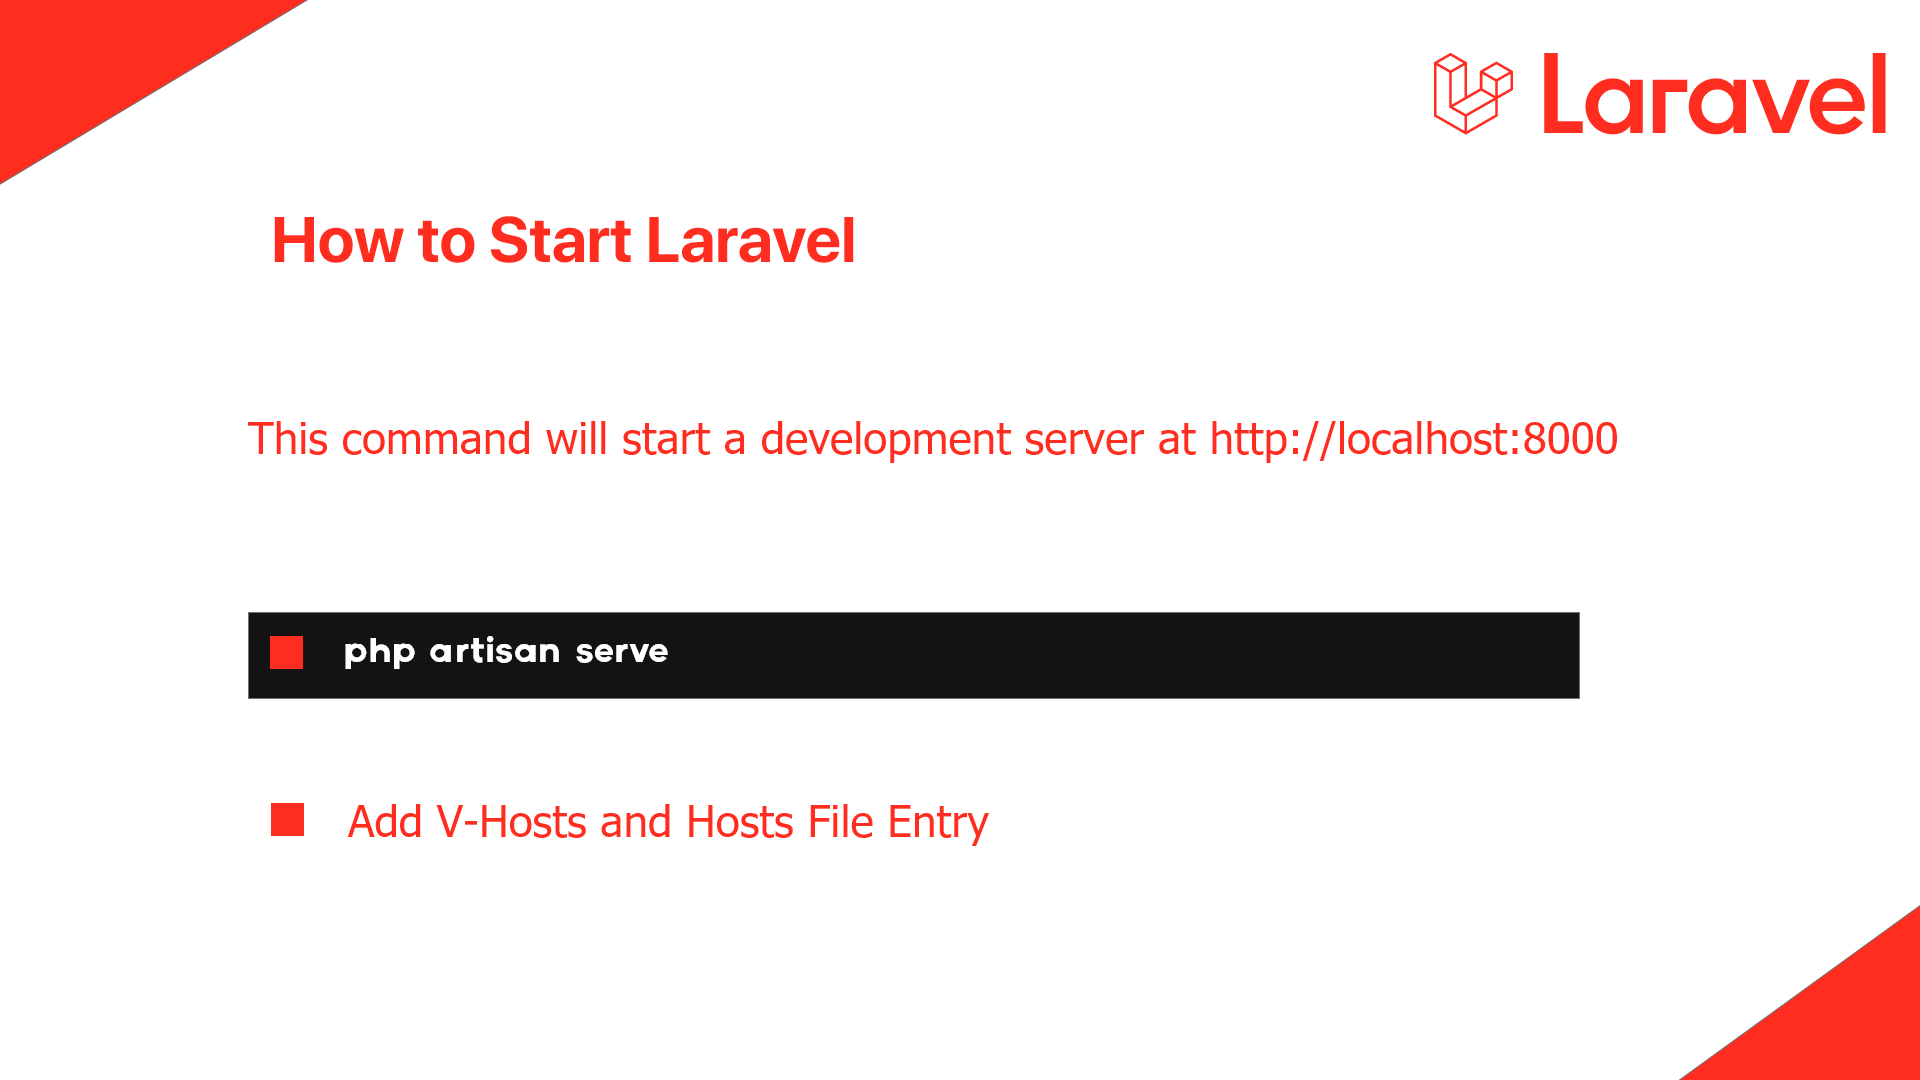 Laravel
How to Start Laravel
This command will start a development server at http://localhost:8000
php artisan serve
Add V-Hosts and Hosts File Entry